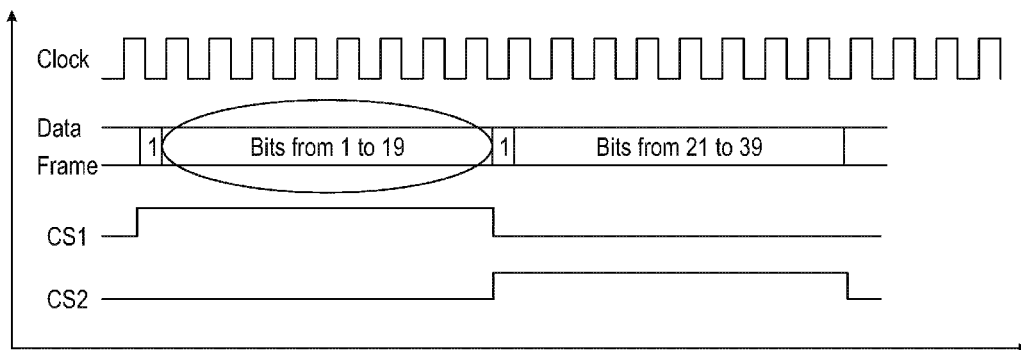 Clock
Data
1 Bits from 1 to 19 1 Bits from 21 to 39
Frame
CS1
CS2